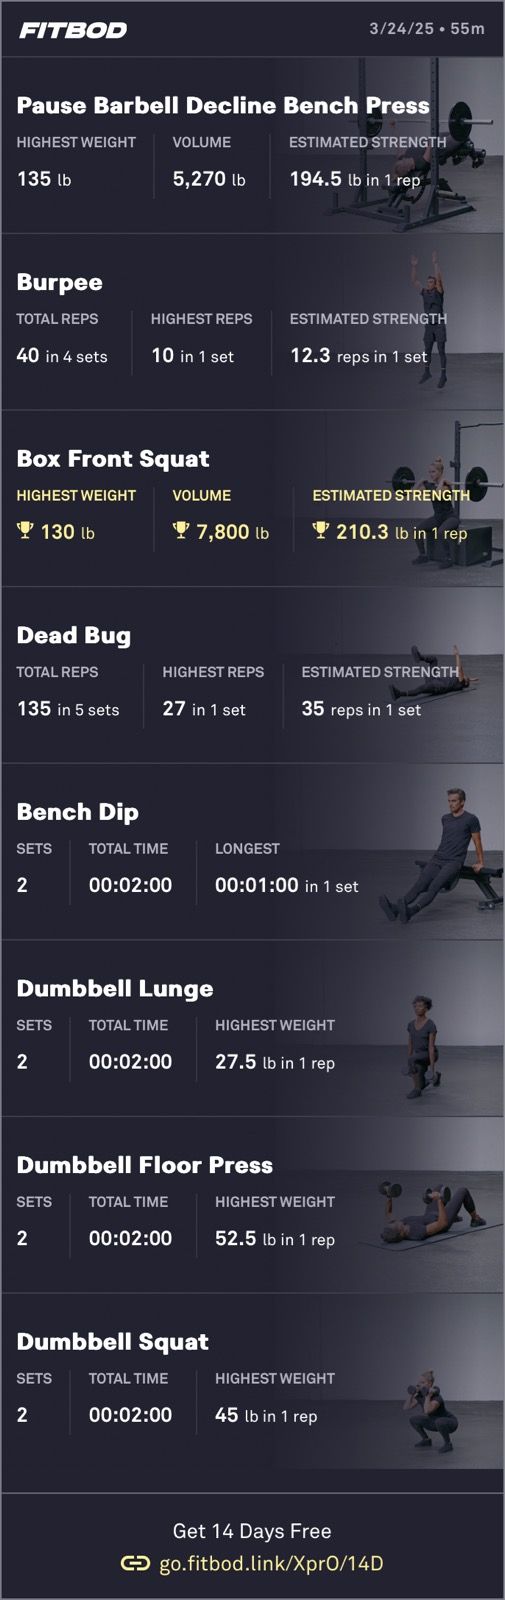 FITBOD
3/24/25 • 55m
Pause Barbell Decline Bench Press
HIGHEST WEIGHT VOLUME ESTIMATED STRENGTH
135 lb 5,270 lb 194.5 lb in 1 rep
Burpee
TOTAL REPS HIGHEST REPS ESTIMATED STRENGTH
40 in 4 sets 10 in 1 set 12.3 reps in 1 set
Box Front Squat
HIGHEST WEIGHT VOLUME ESTIMATED STRENGTH
130 lb 7,800 lb 210.3 lb in 1 rep
Dead Bug
TOTAL REPS HIGHEST REPS ESTIMATED STRENGTH
135 in 5 sets 27 in 1 set 35 reps in 1 set
Bench Dip
SETS TOTAL TIME LONGEST
2 00:02:00 00:01:00 in 1 set
Dumbbell Lunge
SETS TOTAL TIME HIGHEST WEIGHT
2 00:02:00 27.5 lb in 1 rep
Dumbbell Floor Press
SETS TOTAL TIME HIGHEST WEIGHT
2 00:02:00 52.5 lb in 1 rep
Dumbbell Squat
SETS TOTAL TIME HIGHEST WEIGHT
2 00:02:00 45 lb in 1 rep
Get 14 Days Free
go.fitbod.link/XprO/14D